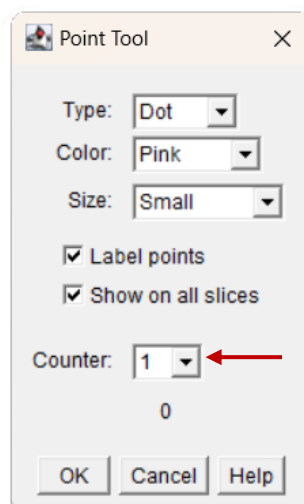 Point Tool
Type: Dot
Color: Pink
Size: Small
Label points
Show on all slices
Counter: 1
0
OK Cancel Help